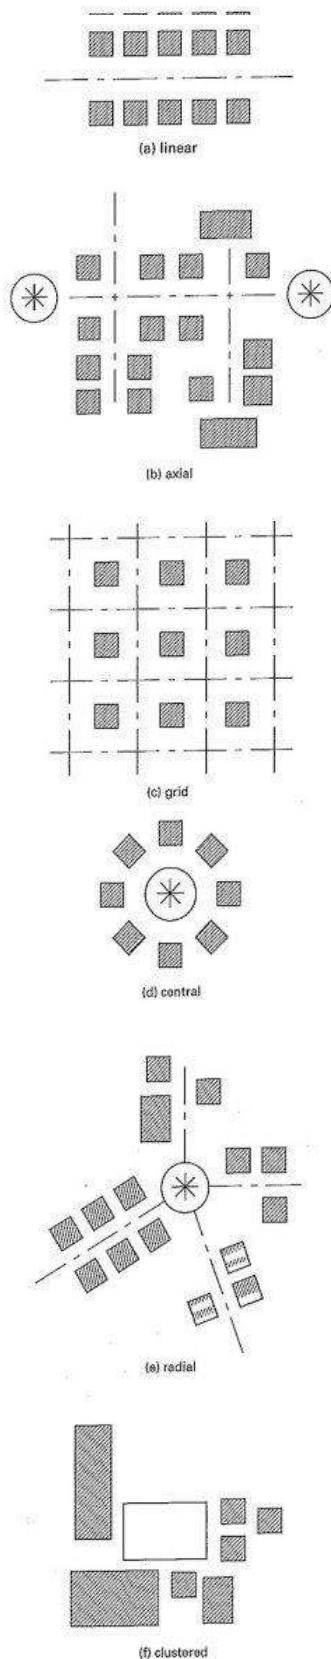 (a) linear
(b) axial
(c) grid
(d) central
(e) radial
(f) clustered